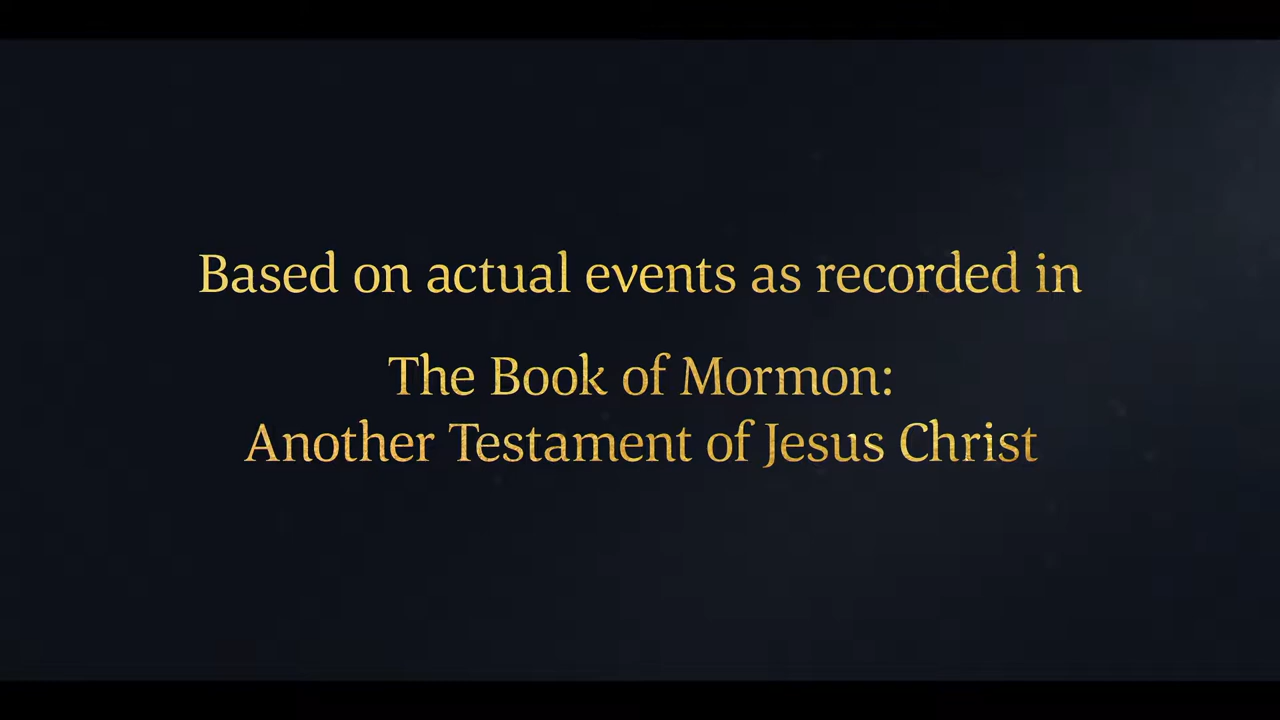 Based on actual events as recorded in
The Book of Mormon:
Another Testament of Jesus Christ